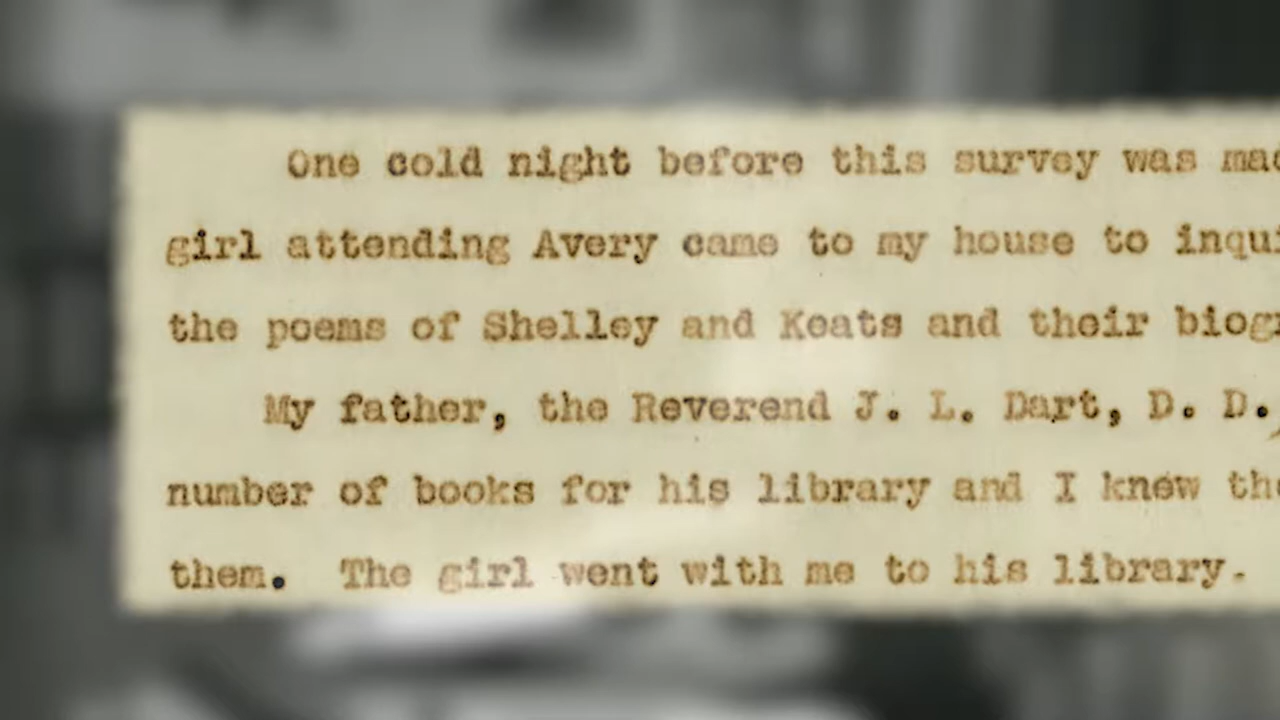 One cold night before this survey was
girl attending Avery came to my house to
the poems of Shelley and Keats and their
My father, the Reverend J. L. Dart, D. D.,
number of books for his library and I knew
them. The girl went with me to his library.